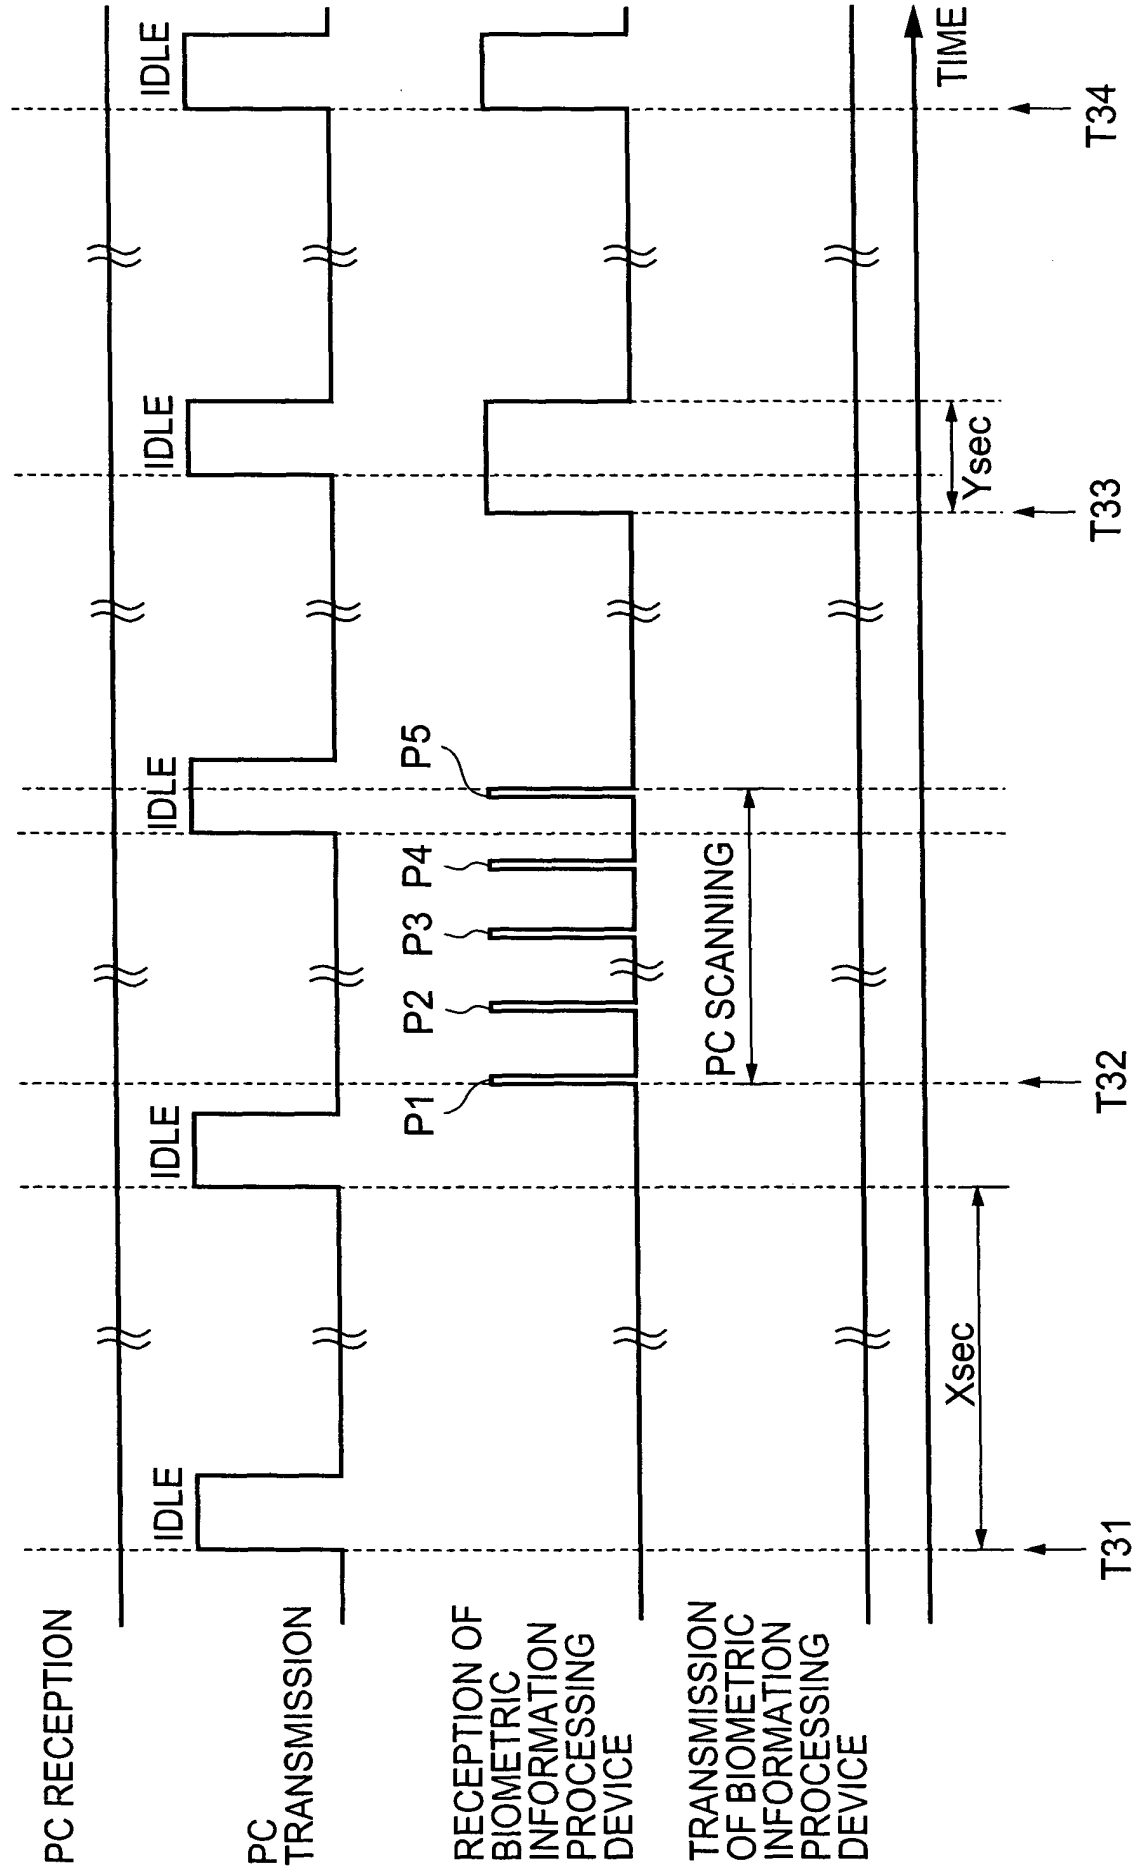 PC RECEPTION
PC
TRANSMISSION
IDLE
IDLE
IDLE
IDLE
IDLE
RECEPTION OF
BIOMETRIC
INFORMATION
PROCESSING
DEVICE
P1
P2
P3
P4
P5
TRANSMISSION
OF BIOMETRIC
INFORMATION
PROCESSING
DEVICE
PC SCANNING
TIME
Xsec
Ysec
T31
T32
T33
T34